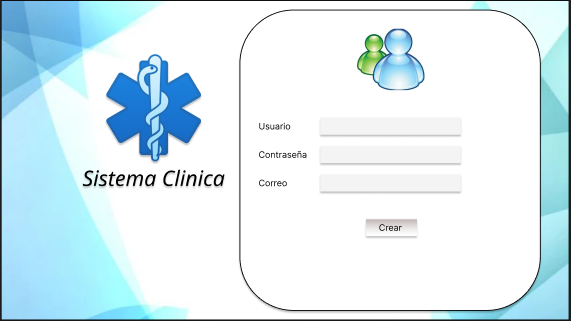 Sistema Clinica
Usuario
Contraseña
Correo
Crear